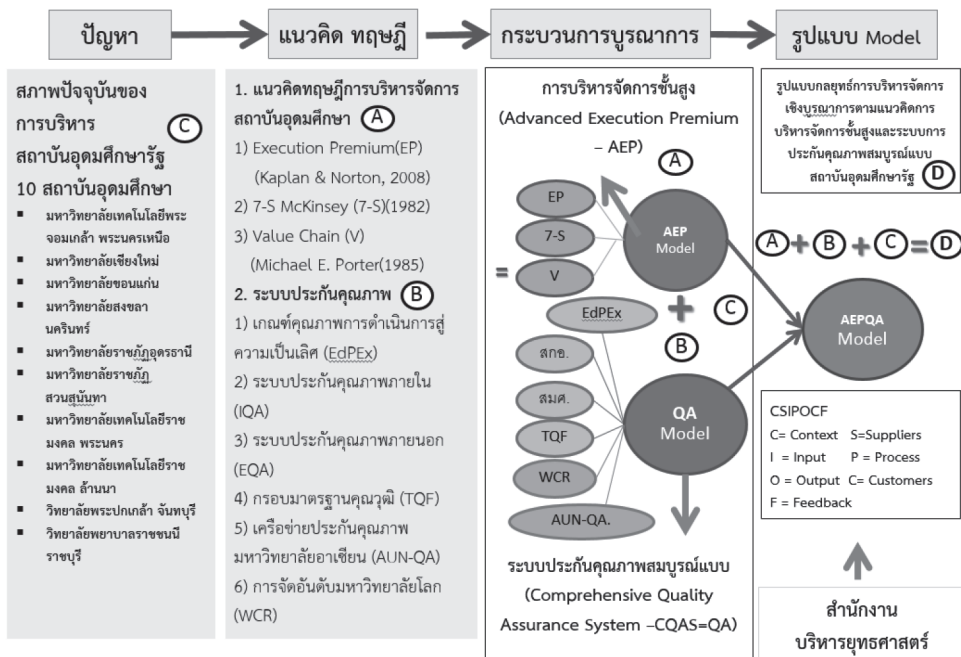 ปัญหา
แนวคิด ทฤษฎี
กระบวนการบูรณาการ
รูปแบบ Model
สภาพปัจจุบันของ
การบริหาร
สถาบันอุดมศึกษารัฐ
10 สถาบันอุดมศึกษา
C
▪ มหาวิทยาลัยเทคโนโลยีพระ
จอมเกล้า พระนครเหนือ
▪ มหาวิทยาลัยเชียงใหม่
▪ มหาวิทยาลัยขอนแก่น
▪ มหาวิทยาลัยสงขลา
นครินทร์
▪ มหาวิทยาลัยราชภัฏอุดรธานี
▪ มหาวิทยาลัยราชภัฏ
สวนสุนันทา
▪ มหาวิทยาลัยเทคโนโลยีราช
มงคล พระนคร
▪ มหาวิทยาลัยเทคโนโลยีราช
มงคล ล้านนา
▪ วิทยาลัยพระปกเกล้า จันทบุรี
▪ วิทยาลัยพยาบาลราชชนนี
ราชบุรี
1. แนวคิดทฤษฎีการบริหารจัดการ
สถาบันอุดมศึกษา A
1) Execution Premium(EP)
(Kaplan & Norton, 2008)
2) 7-S McKinsey (7-S)(1982)
3) Value Chain (V)
(Michael E. Porter(1985)
2. ระบบประกันคุณภาพ B
1) เกณฑ์คุณภาพการดำเนินการสู่
ความเป็นเลิศ (EdPEx)
2) ระบบประกันคุณภาพภายใน
(IQA)
3) ระบบประกันคุณภาพภายนอก
(EQA)
4) กรอบมาตรฐานคุณวุฒิ (TQF)
5) เครือข่ายประกันคุณภาพ
มหาวิทยาลัยอาเซียน (AUN-QA)
6) การจัดอันดับมหาวิทยาลัยโลก
(WCR)
การบริหารจัดการชั้นสูง
(Advanced Execution Premium
– AEP)
A
EP
7-S
V
=
AEP
Model
+
C
B
EdPEx
สกอ.
สมศ.
TQF
WCR
AUN-QA.
QA
Model
ระบบประกันคุณภาพสมบูรณ์แบบ
(Comprehensive Quality
Assurance System –CQAS=QA)
รูปแบบกลยุทธ์การบริหารจัดการ
เชิงบูรณาการตามแนวคิดการ
บริหารจัดการชั้นสูงและระบบการ
ประกันคุณภาพสมบูรณ์แบบ
สถาบันอุดมศึกษารัฐ D
A + B + C = D
AEPQA
Model
CSIPOCF
C= Context S=Suppliers
I = Input P = Process
O = Output C= Customers
F = Feedback
สำนักงาน
บริหารยุทธศาสตร์